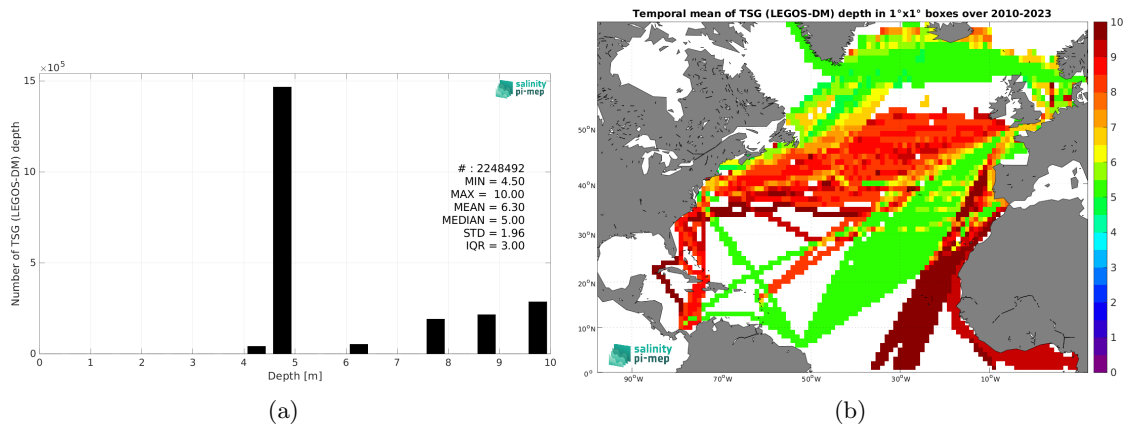 Temporal mean of TSG (LEGOS-DM) depth in 1°x1° boxes over 2010-2023
×10⁵
15
10
5
0
Number of TSG (LEGOS-DM) depth
salinity
pi-mep
# : 2248492
MIN = 4.50
MAX = 10.00
MEAN = 6.30
MEDIAN = 5.00
STD = 1.96
IQR = 3.00
0 1 2 3 4 5 6 7 8 9 10
Depth [m]
(a)
50°N
40°N
30°N
20°N
10°N
0°
90°W 70°W 50°W 30°W 10°W
salinity
pi-mep
10
9
8
7
6
5
4
3
2
1
0
(b)